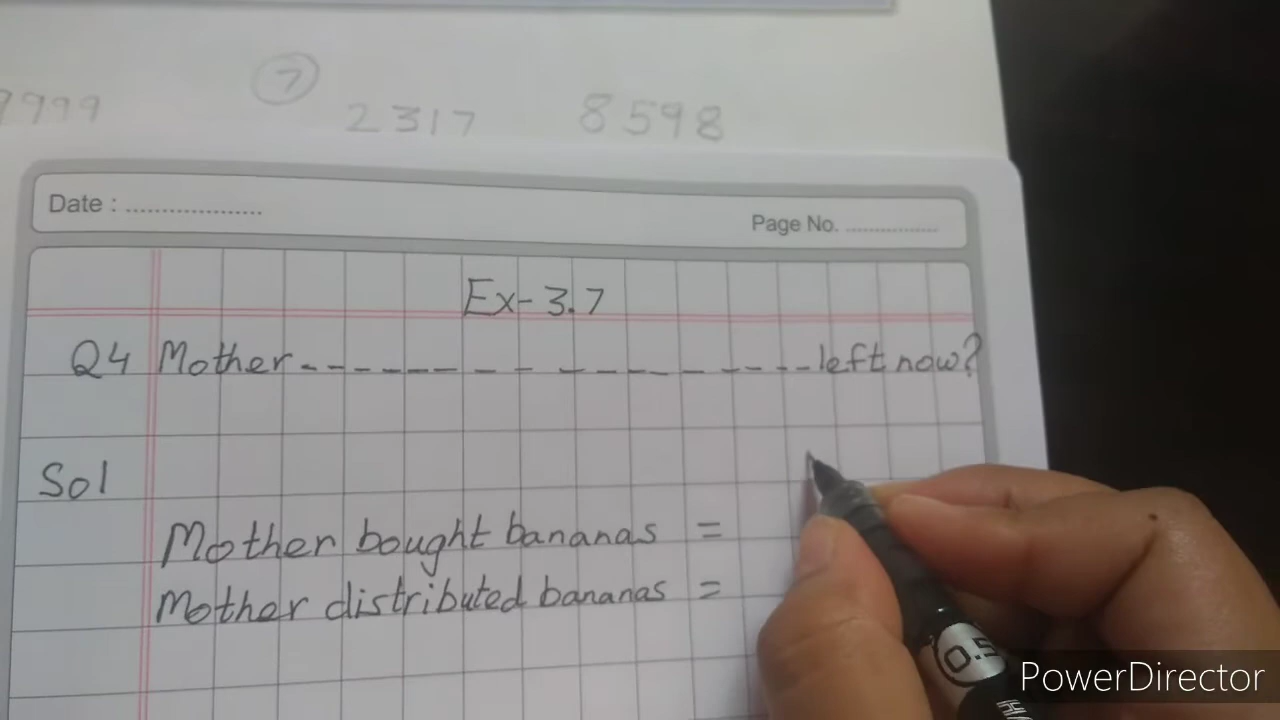 7
2317 8598
Date : ...................
Page No. ................
Ex-3.7
Q4 Mother------------------left now?
Sol
Mother bought bananas =
Mother distributed bananas =
0.5
PowerDirector